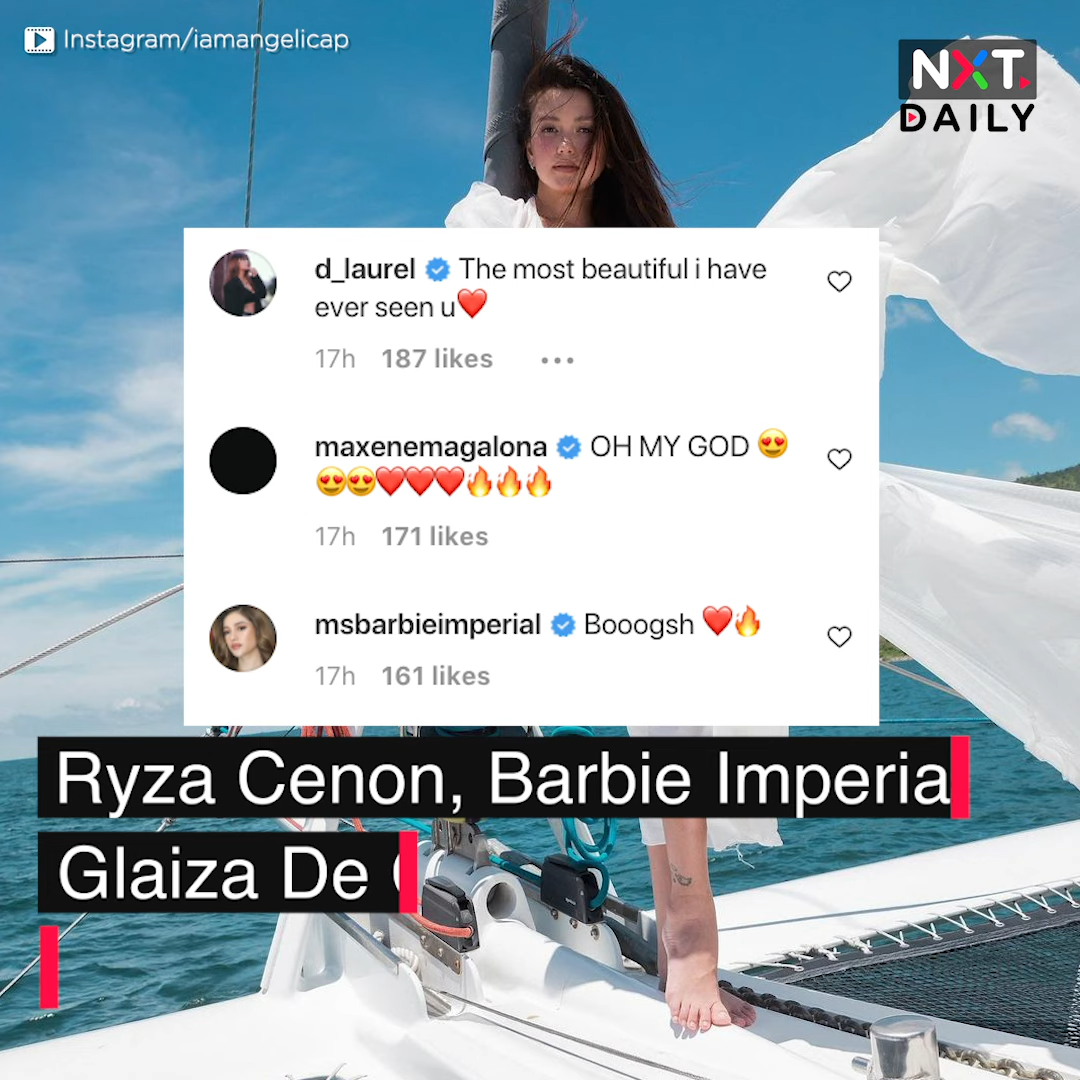 Instagram/iamangelicap
NXT.
DAILY
d_laurel The most beautiful i have
ever seen u❤️
17h 187 likes ...
maxenemagalona OH MY GOD 😍
😍😍❤️❤️❤️🔥🔥🔥
17h 171 likes
msbarbieimperial Booogsh ❤️🔥
17h 161 likes
Ryza Cenon, Barbie Imperia
Glaiza De